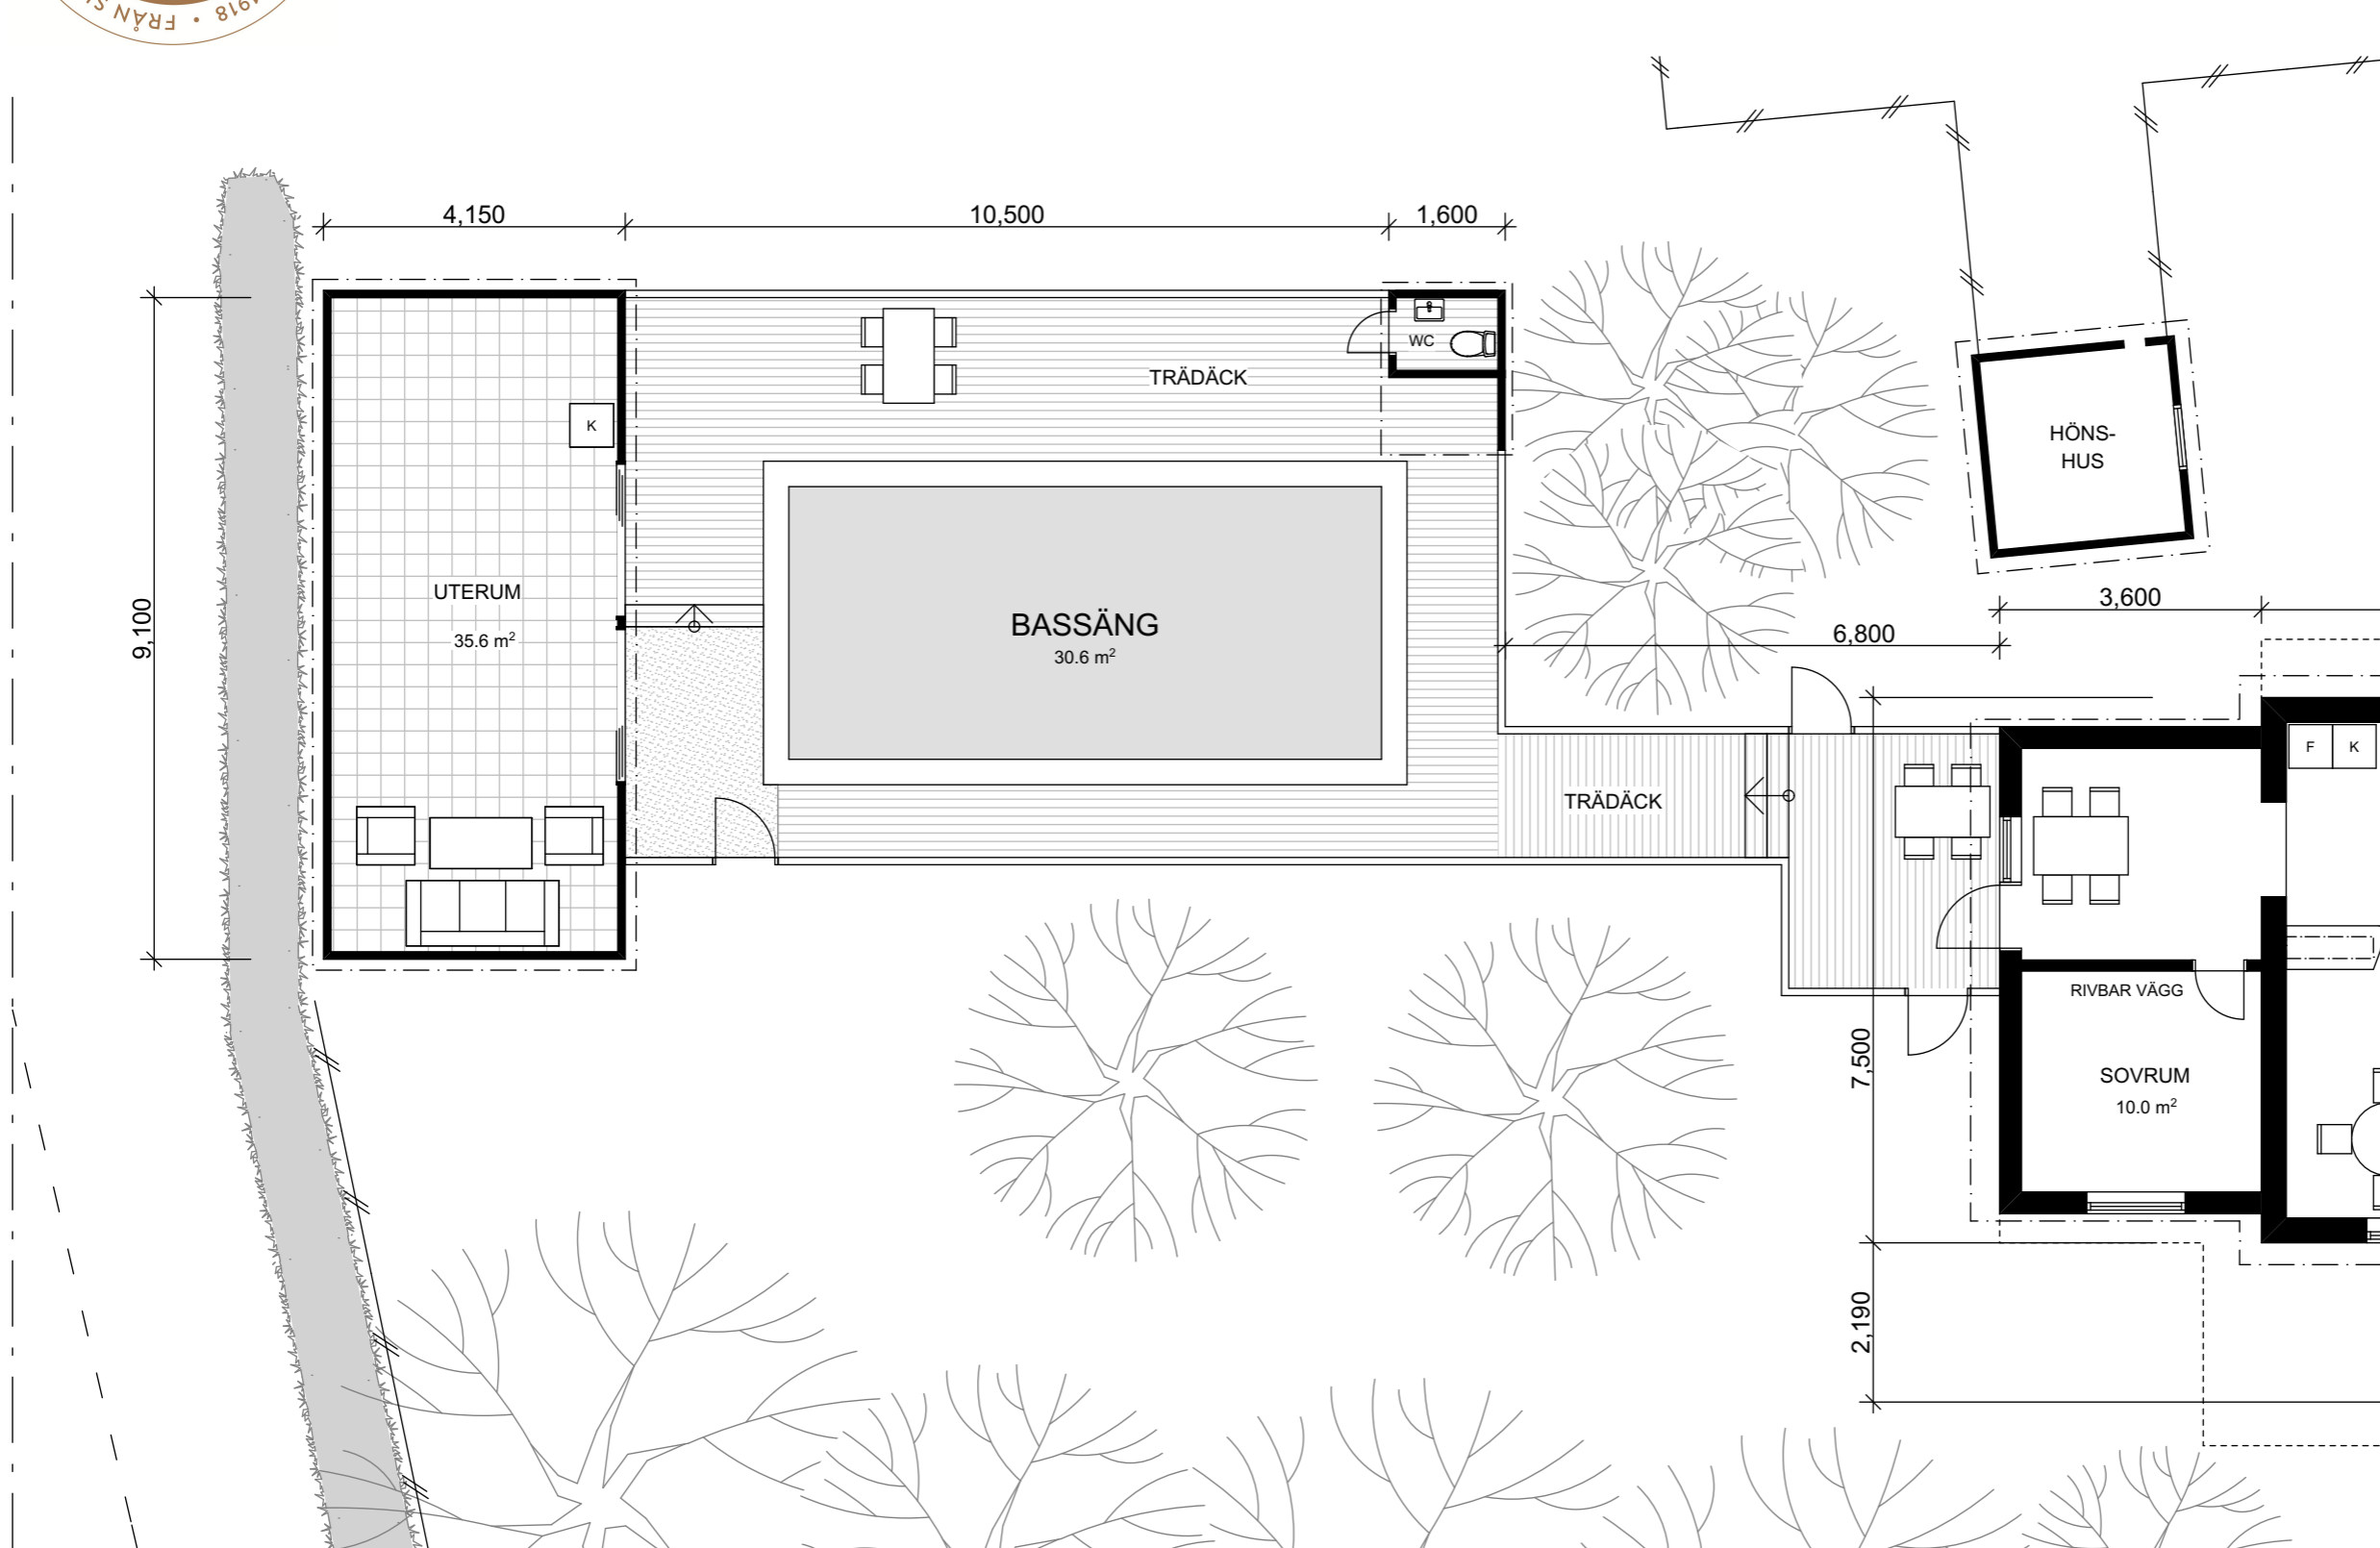 1918 • FRÅN S
4,150
10,500
1,600
9,100
WC
TRÄDÄCK
K
HÖNS-
HUS
UTERUM
35.6 m²
BASSÄNG
30.6 m²
3,600
6,800
F
K
TRÄDÄCK
RIVBAR VÄGG
SOVRUM
10.0 m²
7,500
2,190